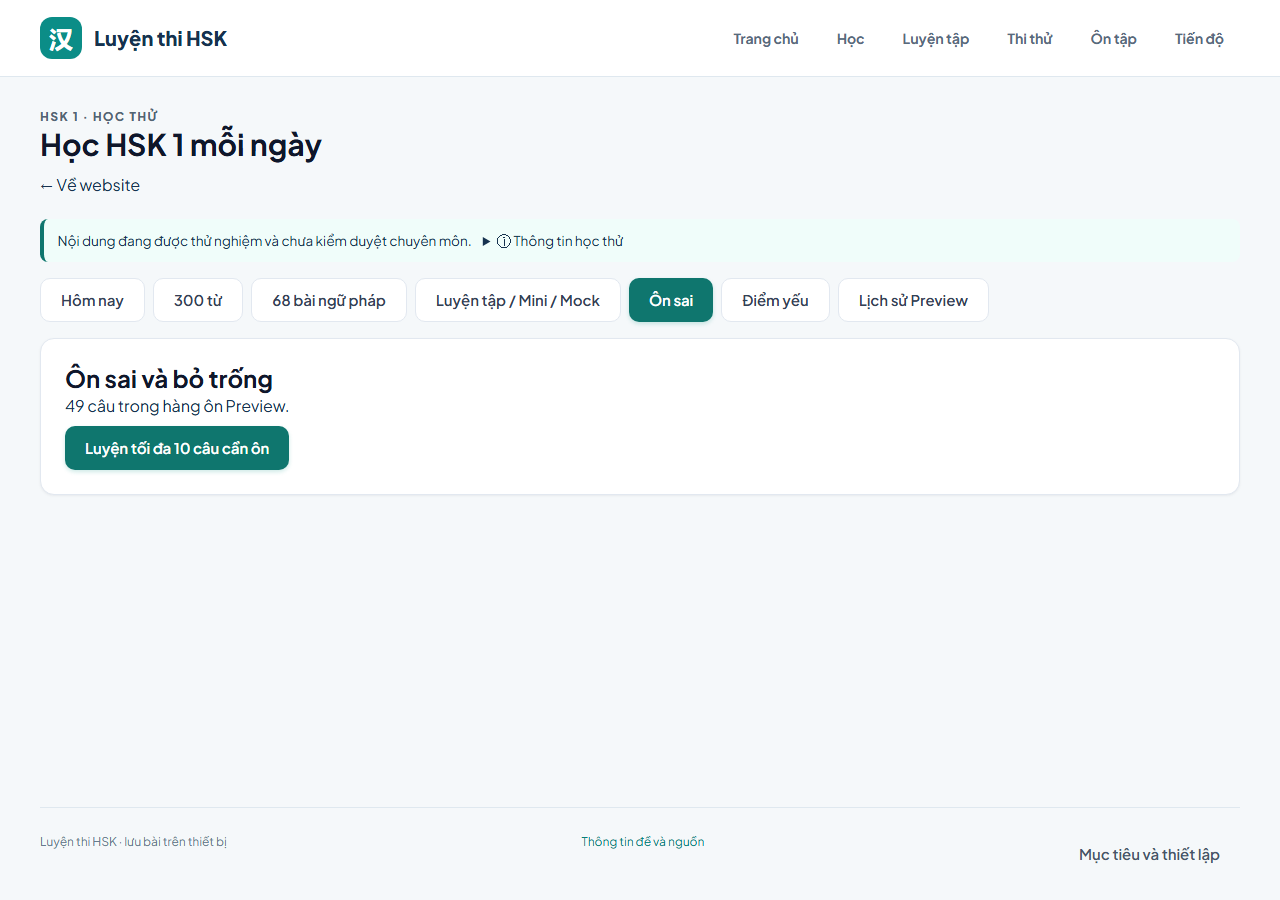 汉 Luyện thi HSK
Trang chủ Học Luyện tập Thi thử Ôn tập Tiến độ
HSK 1 · HỌC THỬ
Học HSK 1 mỗi ngày
← Về website
Nội dung đang được thử nghiệm và chưa kiểm duyệt chuyên môn. ▶ ⓘ Thông tin học thử
Hôm nay 300 từ 68 bài ngữ pháp Luyện tập / Mini / Mock Ôn sai Điểm yếu Lịch sử Preview
Ôn sai và bỏ trống
49 câu trong hàng ôn Preview.
Luyện tối đa 10 câu cần ôn
Luyện thi HSK · lưu bài trên thiết bị Thông tin đề và nguồn
Mục tiêu và thiết lập